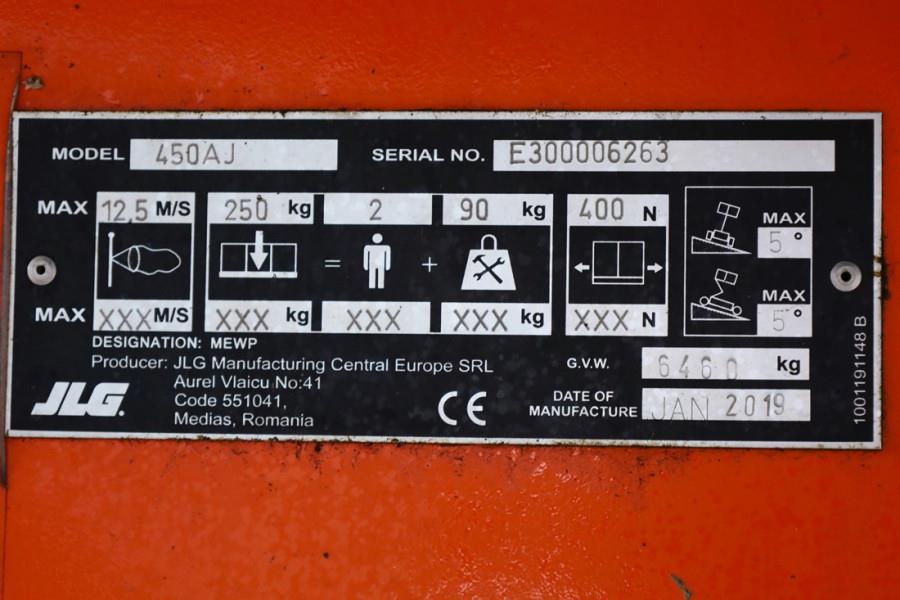 MODEL 450AJ SERIAL NO. E300006263
MAX 12,5 M/S 250 kg 2 90 kg 400 N
MAX 5°
= +
MAX 5°
MAX XXX M/S XXX kg XXX XXX kg XXX N
DESIGNATION: MEWP
Producer: JLG Manufacturing Central Europe SRL
Aurel Vlaicu No:41
Code 551041,
Medias, Romania
JLG.
CE
G.V.W. 6460 kg
DATE OF
MANUFACTURE JAN 2019
1001191148 B